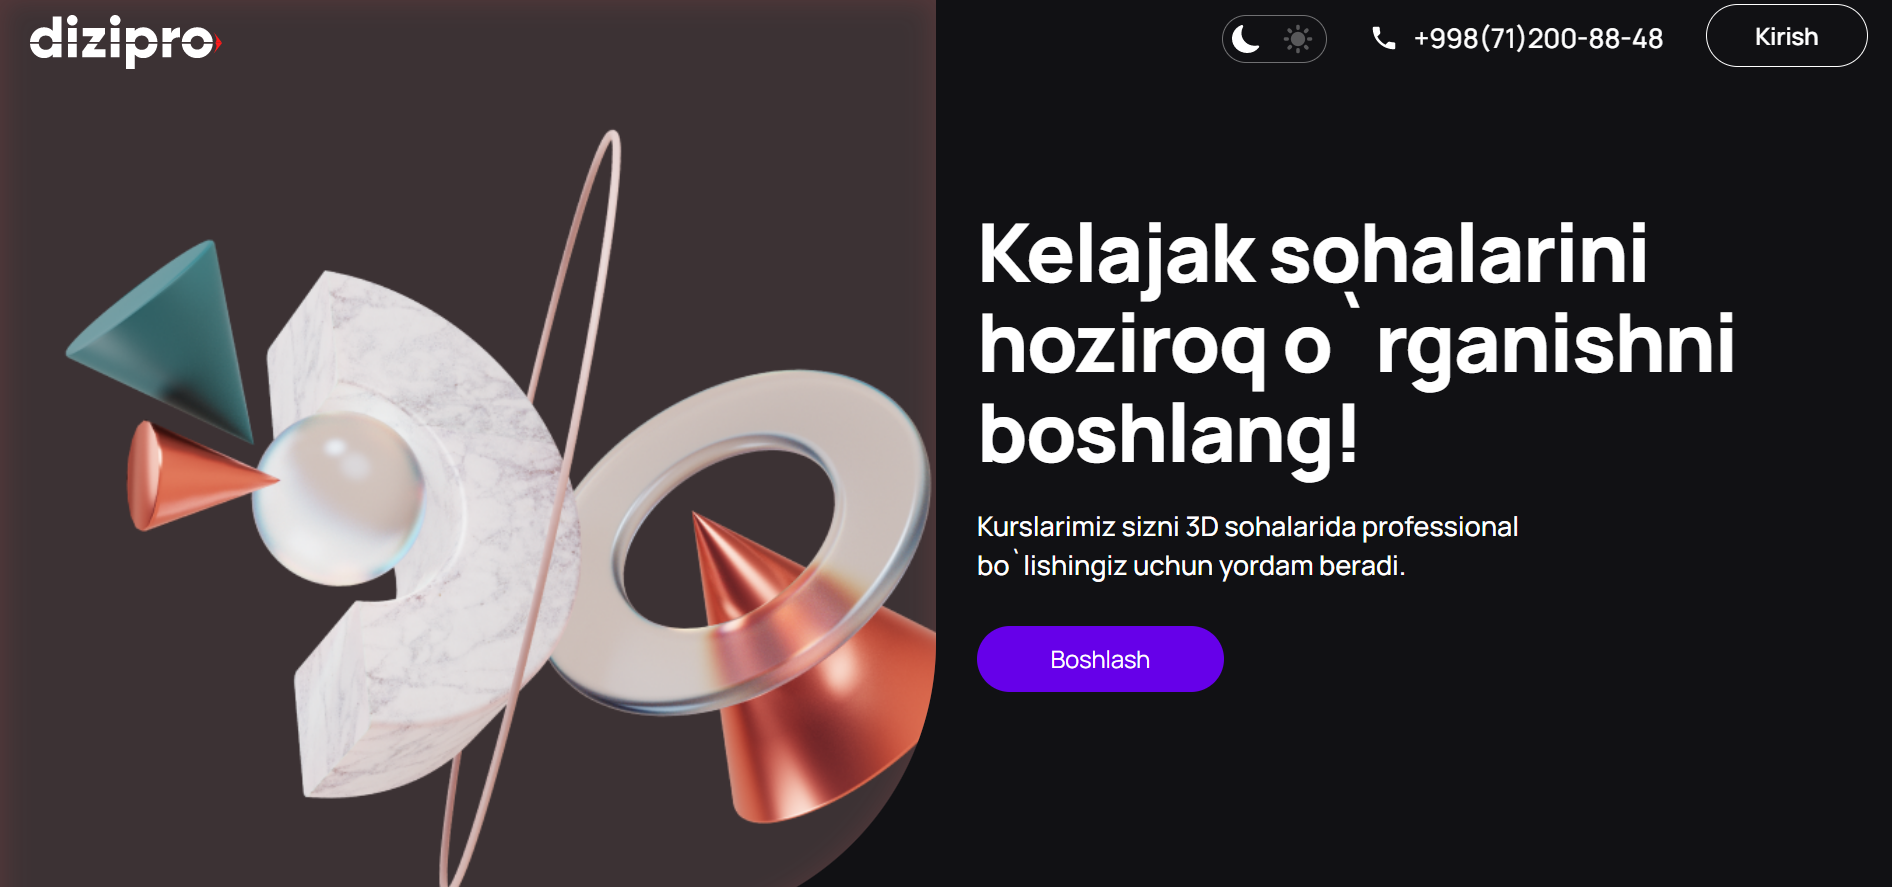 dizipro
+998(71)200-88-48
Kirish
Kelajak sohalarini
hoziroq o`rganishni
boshlang!
Kurslarimiz sizni 3D sohalarida professional
bo`lishingiz uchun yordam beradi.
Boshlash